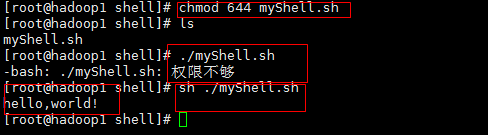 [root@hadoop1 shell]# chmod 644 myShell.sh
[root@hadoop1 shell]# ls
myShell.sh
[root@hadoop1 shell]# ./myShell.sh
-bash: ./myShell.sh: 权限不够
[root@hadoop1 shell]# sh ./myShell.sh
hello,world!
[root@hadoop1 shell]#